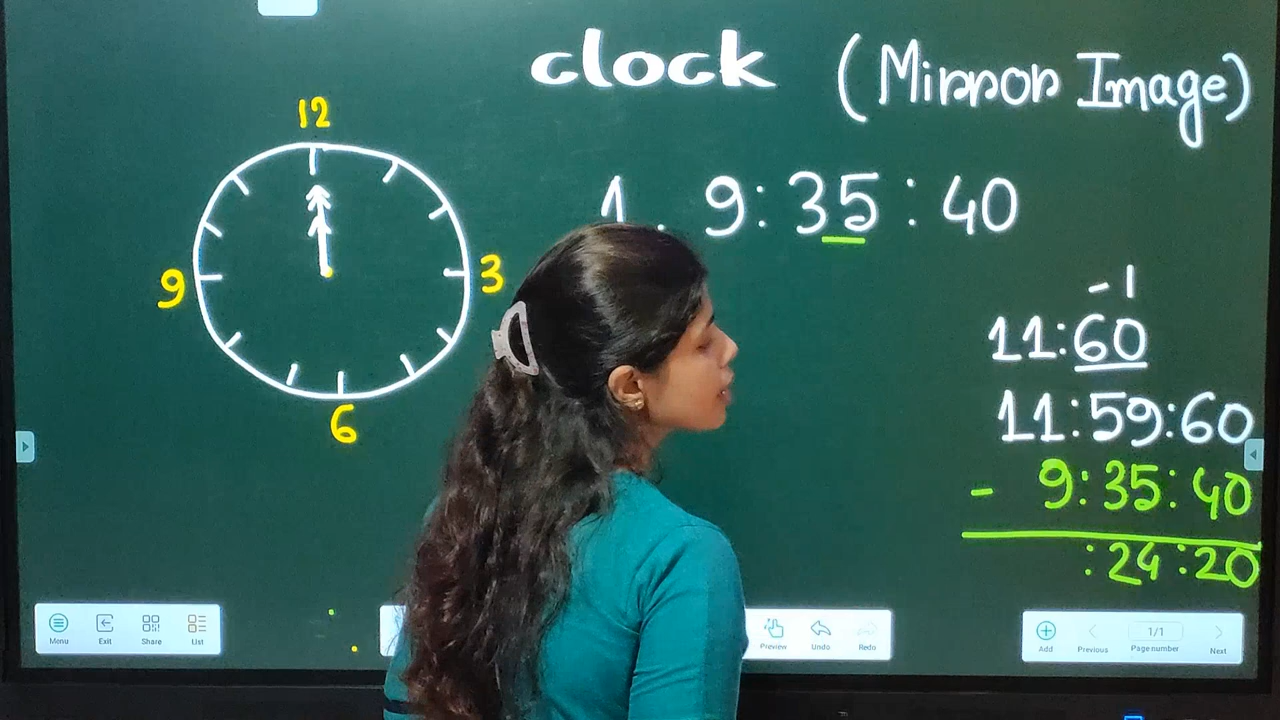 clock (Mirror Image)
12
9
3
6
1. 9:35:40
-1
11:60
11:59:60
- 9:35:40
:24:20
Menu Exit Share List
Preview Undo Redo
Add Previous 1/1 Page number Next